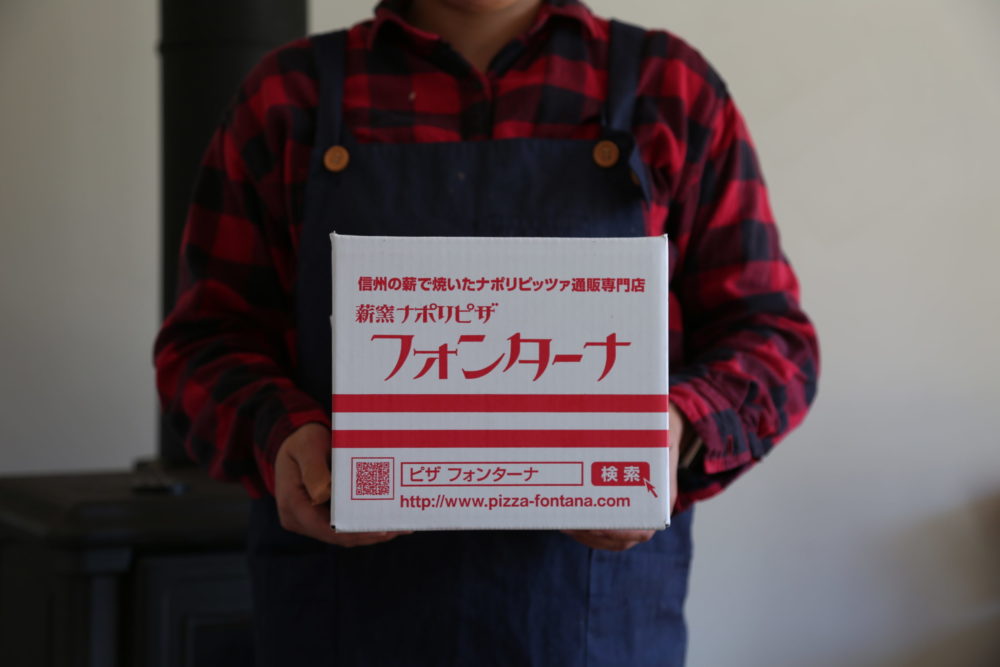 信州の薪で焼いたナポリピッツァ通販専門店
薪窯ナポリピザ
フォンターナ
ピザ フォンターナ
検索
http://www.pizza-fontana.com